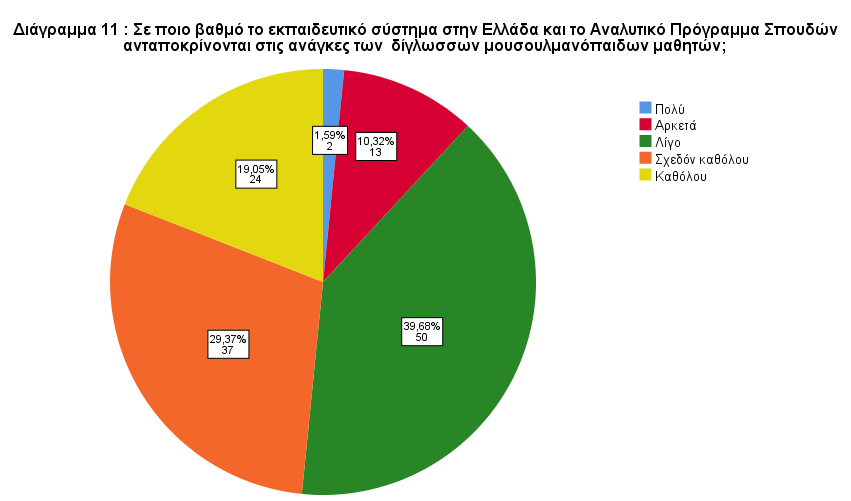 Διάγραμμα 11 : Σε ποιο βαθμό το εκπαιδευτικό σύστημα στην Ελλάδα και το Αναλυτικό Πρόγραμμα Σπουδών
ανταποκρίνονται στις ανάγκες των δίγλωσσων μουσουλμανόπαιδων μαθητών;
Πολύ
Αρκετά
Λίγο
Σχεδόν καθόλου
Καθόλου
1,59%
2
10,32%
13
19,05%
24
39,68%
50
29,37%
37